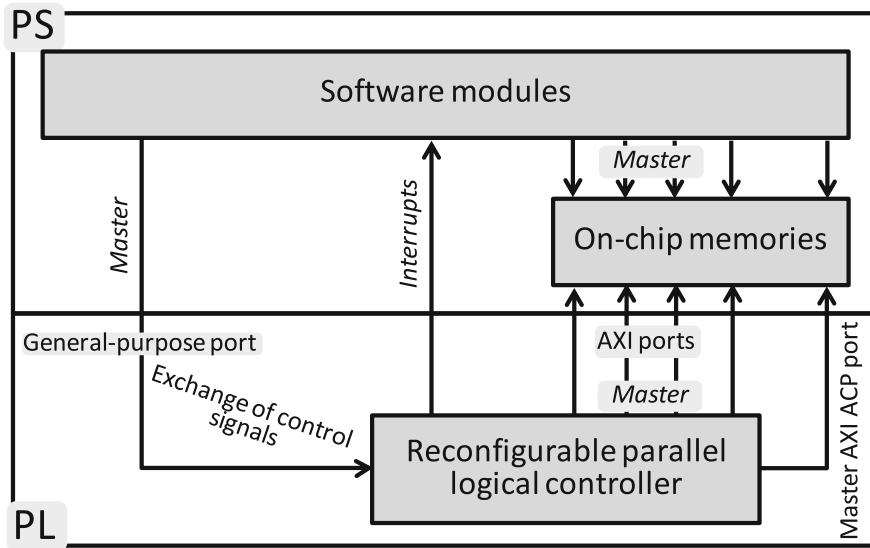 PS
Software modules
Master
Master
Interrupts
On-chip memories
General-purpose port
AXI ports
Exchange of control
signals
Master
Master AXI ACP port
Reconfigurable parallel
logical controller
PL